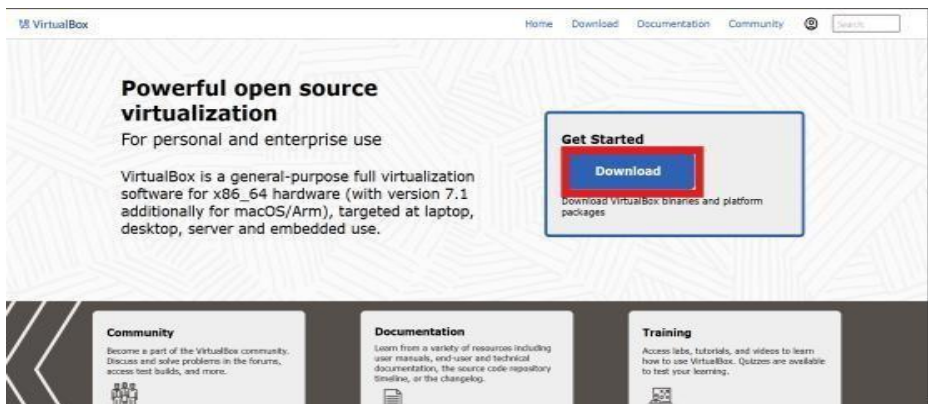 VirtualBox
Home Download Documentation Community Search
Powerful open source
virtualization
For personal and enterprise use
VirtualBox is a general-purpose full virtualization
software for x86_64 hardware (with version 7.1
additionally for macOS/Arm), targeted at laptop,
desktop, server and embedded use.
Get Started
Download
Download VirtualBox binaries and platform
packages
Community
Become a part of the VirtualBox community.
Discuss and solve problems in the forums,
access test builds, and more.
Documentation
Learn from a variety of resources including
user manuals, end-user and technical
documentation, the source code repository
timeline, or the changelog.
Training
Access labs, tutorials, and videos to learn
how to use VirtualBox. Quizzes are available
to test your learning.